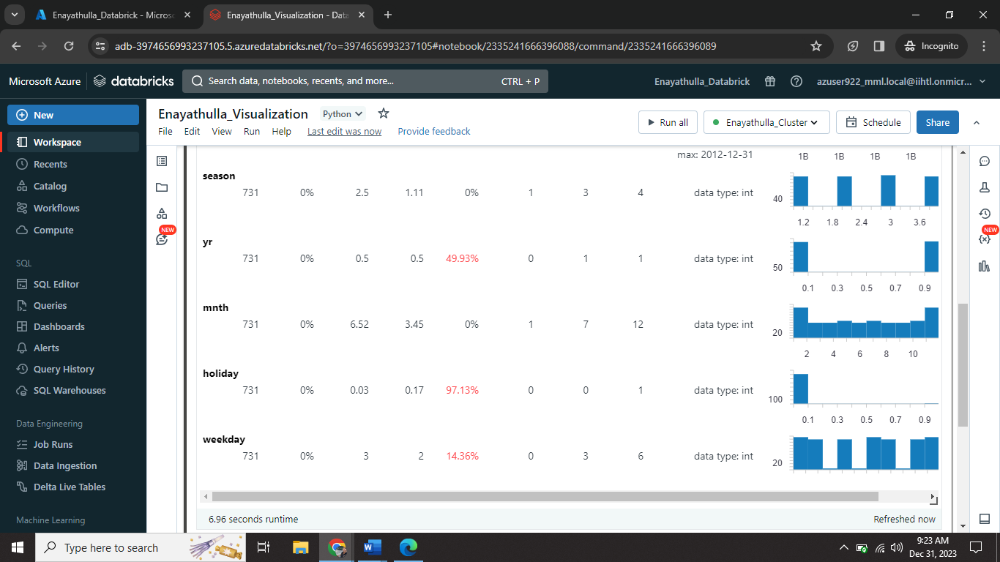 Enayathulla_Databrick - Micros
Enayathulla_Visualization - Data
adb-3974656993237105.5.azuredatabricks.net/?o=3974656993237105#notebook/2335241666396088/command/2335241666396089
Incognito
Microsoft Azure
databricks
Search data, notebooks, recents, and more...
CTRL + P
Enayathulla_Databrick
azuser922_mml.local@iihtl.onmicr...
New
Workspace
Recents
Catalog
Workflows
Compute
SQL
SQL Editor
Queries
Dashboards
Alerts
Query History
SQL Warehouses
Data Engineering
Job Runs
Data Ingestion
Delta Live Tables
Machine Learning
Enayathulla_Visualization
Python
File Edit View Run Help Last edit was now Provide feedback
Run all
Enayathulla_Cluster
Schedule
Share
NEW
max: 2012-12-31 1B 1B 1B 1B
season
731 0% 2.5 1.11 0% 1 3 4 data type: int 40
1.2 1.8 2.4 3 3.6
yr
731 0% 0.5 0.5 49.93% 0 1 1 data type: int 50
0.1 0.3 0.5 0.7 0.9
mnth
731 0% 6.52 3.45 0% 1 7 12 data type: int 20
2 4 6 8 10
holiday
731 0% 0.03 0.17 97.13% 0 0 1 data type: int 100
0.1 0.3 0.5 0.7 0.9
weekday
731 0% 3 2 14.36% 0 3 6 data type: int 20
6.96 seconds runtime
Refreshed now
NEW
{x}
Type here to search
9:23 AM
Dec 31, 2023